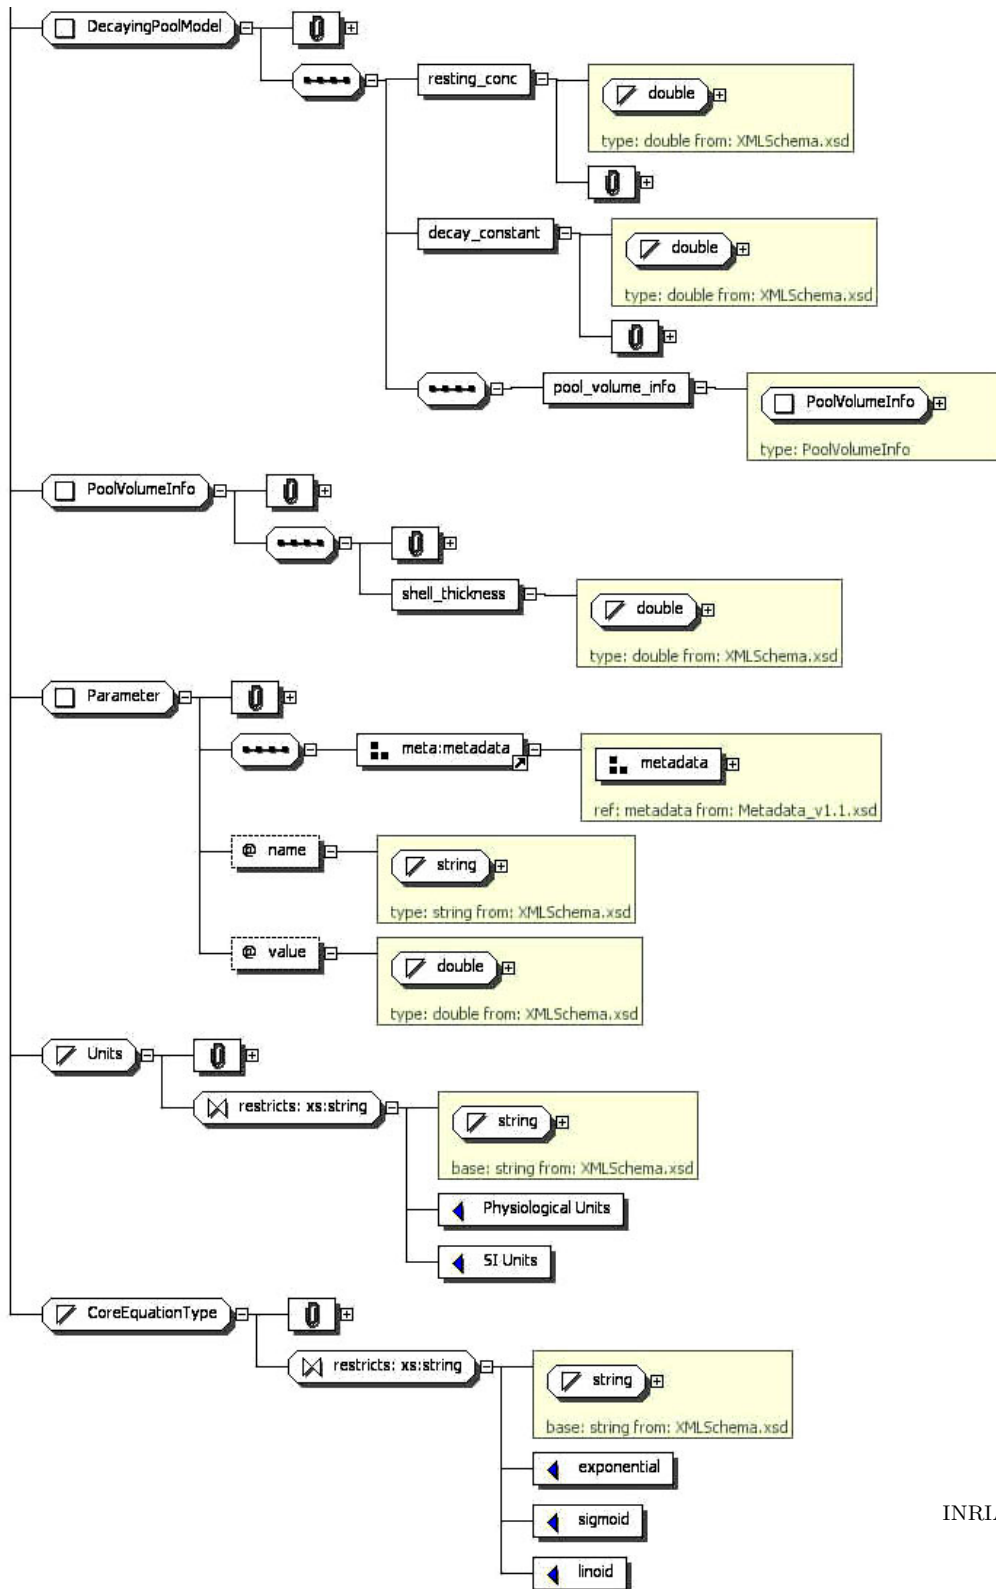 DecayingPoolModel
resting_conc
double
type: double from: XMLSchema.xsd
decay_constant
double
type: double from: XMLSchema.xsd
pool_volume_info
PoolVolumeInfo
type: PoolVolumeInfo
PoolVolumeInfo
shell_thickness
double
type: double from: XMLSchema.xsd
Parameter
meta:metadata
metadata
ref: metadata from: Metadata_v1.1.xsd
@ name
string
type: string from: XMLSchema.xsd
@ value
double
type: double from: XMLSchema.xsd
Units
restricts: xs:string
string
base: string from: XMLSchema.xsd
Physiological Units
SI Units
CoreEquationType
restricts: xs:string
string
base: string from: XMLSchema.xsd
exponential
sigmoid
linoid